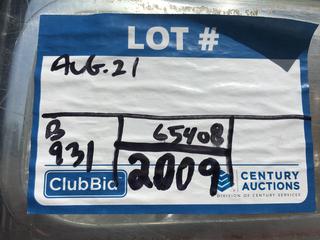 LOT #
AUG. 21
B 65408
931 2009
ClubBid CENTURY
AUCTIONS
DIVISION OF CENTURY SERVICES